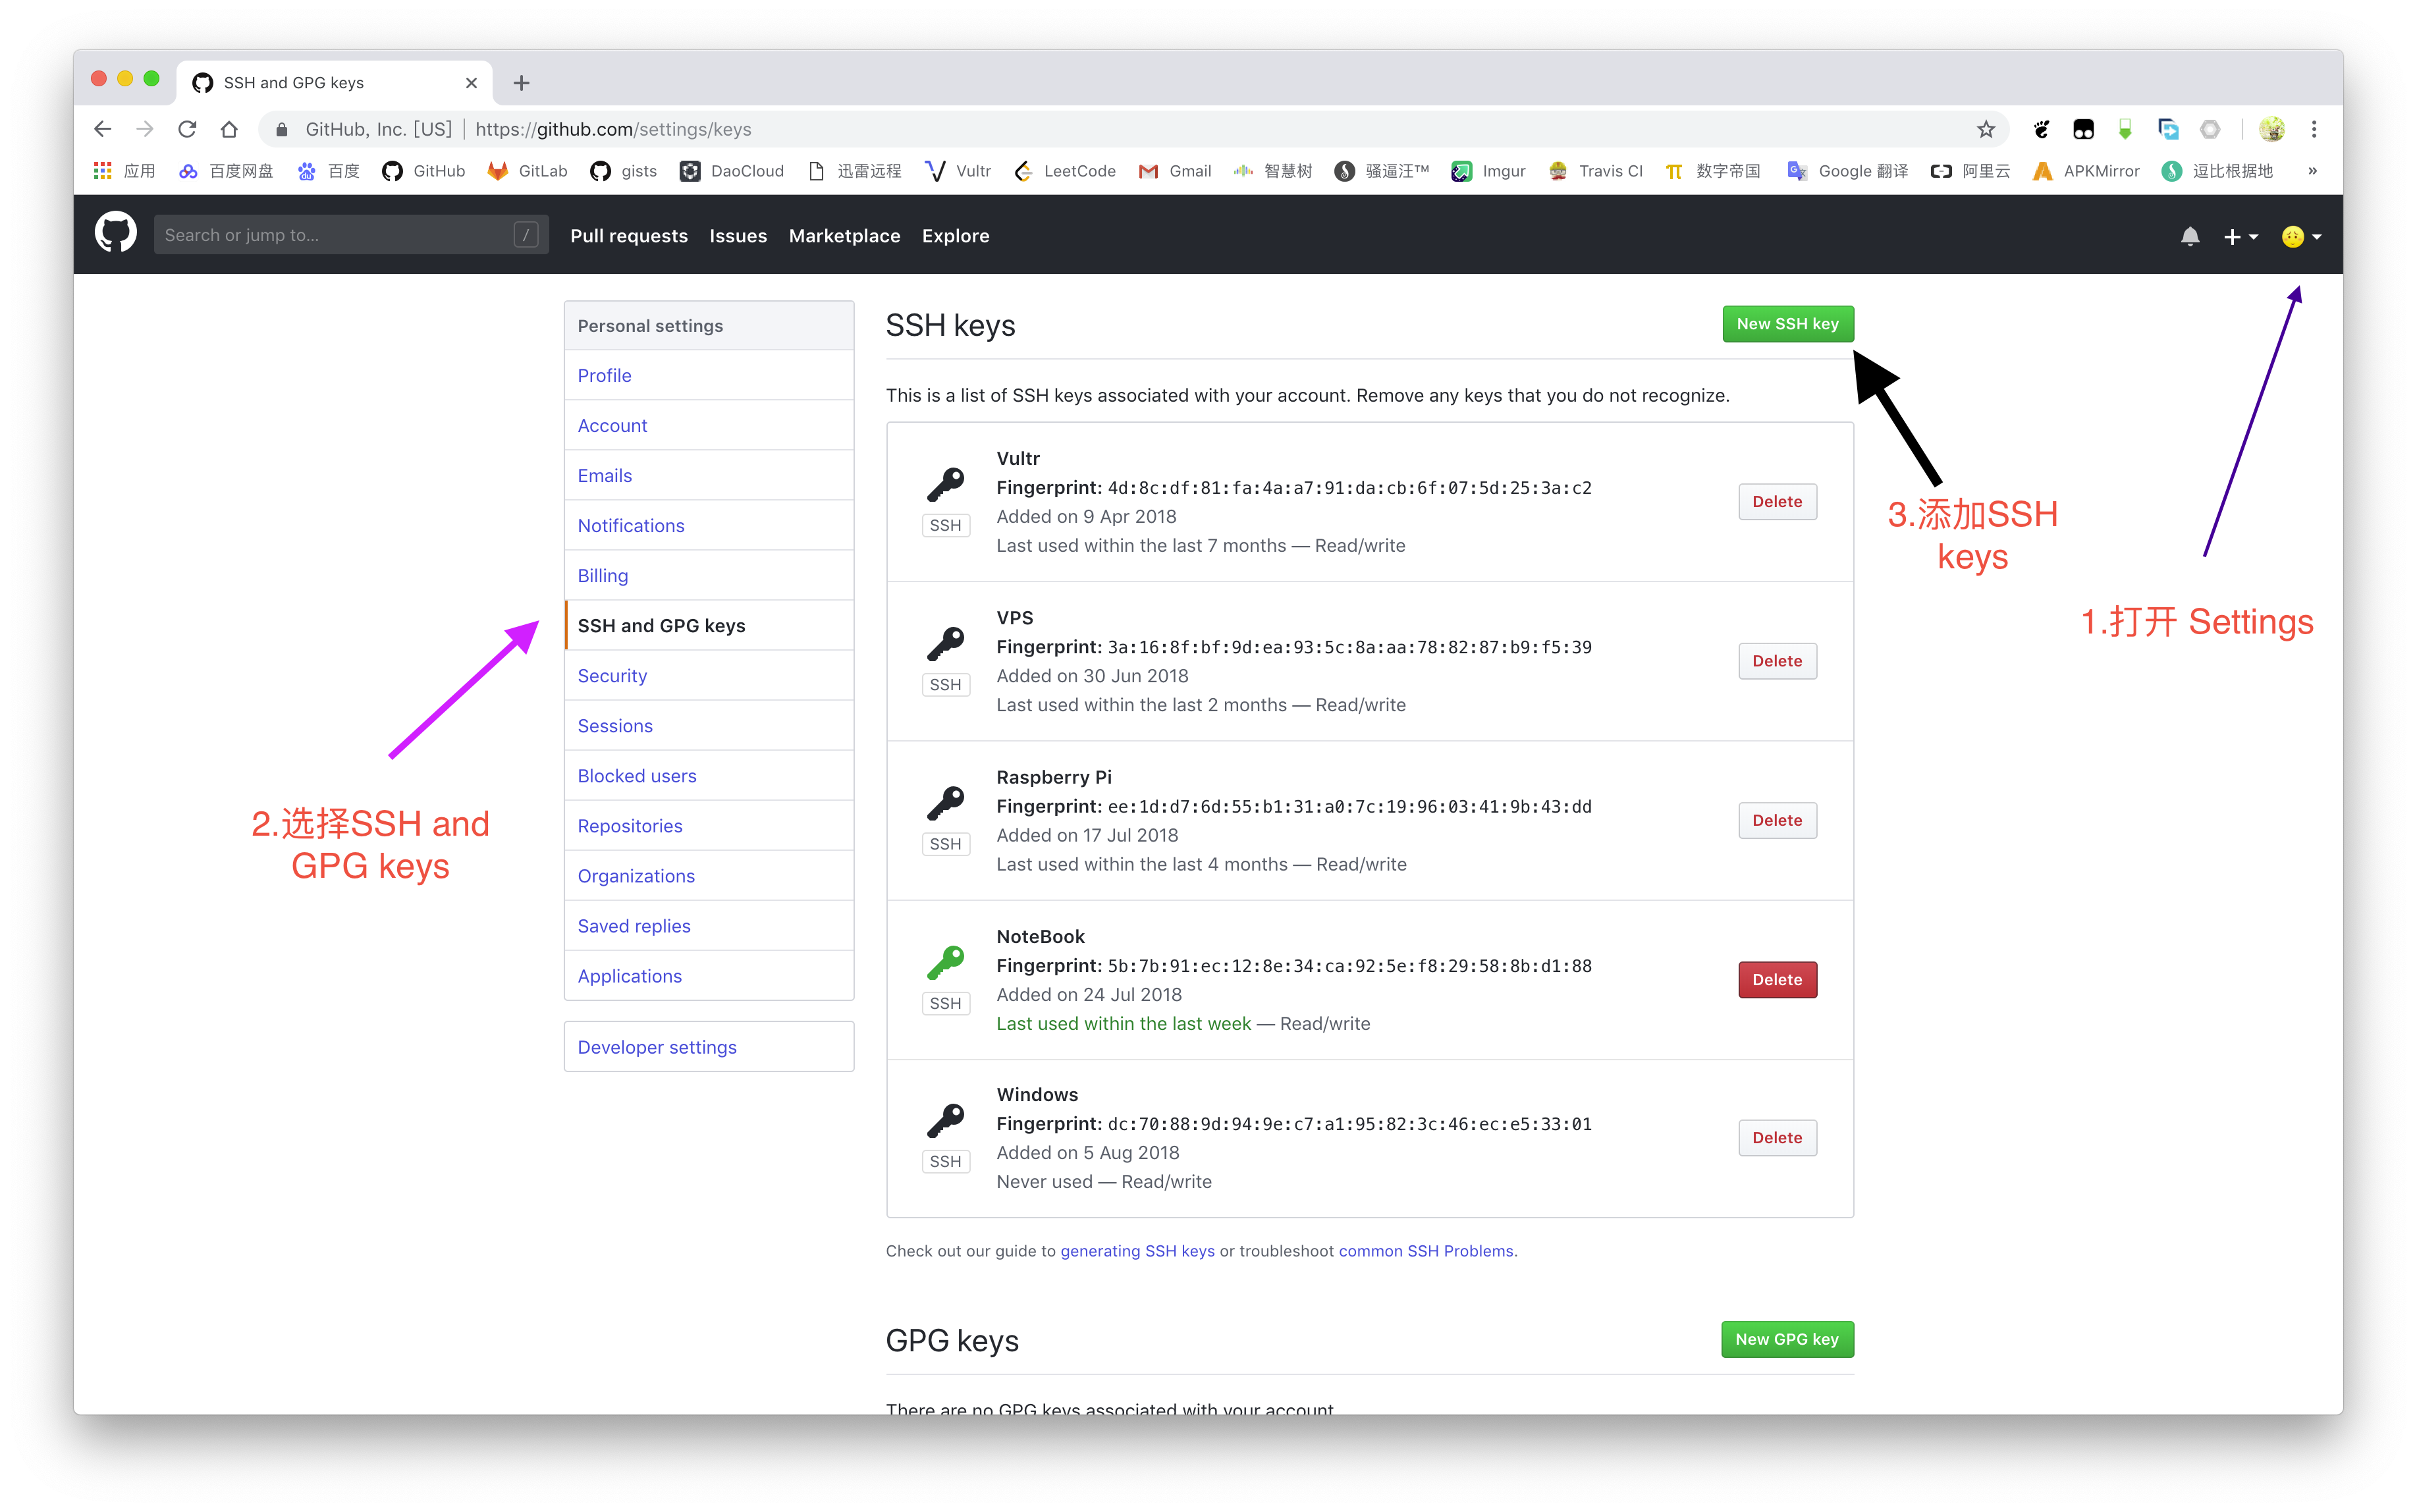 SSH and GPG keys
GitHub, Inc. [US] | https://github.com/settings/keys
应用 百度网盘 百度 GitHub GitLab gists DaoCloud 迅雷远程 Vultr LeetCode Gmail 智慧树 骚逼汪™ Imgur Travis CI 数字帝国 Google 翻译 阿里云 APKMirror 逗比根据地 »
Search or jump to... / Pull requests Issues Marketplace Explore
Personal settings
Profile
Account
Emails
Notifications
Billing
SSH and GPG keys
Security
Sessions
Blocked users
Repositories
Organizations
Saved replies
Applications
Developer settings
SSH keys
New SSH key
This is a list of SSH keys associated with your account. Remove any keys that you do not recognize.
Vultr
Fingerprint: 4d:8c:df:81:fa:4a:a7:91:da:cb:6f:07:5d:25:3a:c2
SSH
Added on 9 Apr 2018
Last used within the last 7 months — Read/write
Delete
VPS
Fingerprint: 3a:16:8f:bf:9d:ea:93:5c:8a:aa:78:82:87:b9:f5:39
SSH
Added on 30 Jun 2018
Last used within the last 2 months — Read/write
Delete
Raspberry Pi
Fingerprint: ee:1d:d7:6d:55:b1:31:a0:7c:19:96:03:41:9b:43:dd
SSH
Added on 17 Jul 2018
Last used within the last 4 months — Read/write
Delete
NoteBook
Fingerprint: 5b:7b:91:ec:12:8e:34:ca:92:5e:f8:29:58:8b:d1:88
SSH
Added on 24 Jul 2018
Last used within the last week — Read/write
Delete
Windows
Fingerprint: dc:70:88:9d:94:9e:c7:a1:95:82:3c:46:ec:e5:33:01
SSH
Added on 5 Aug 2018
Never used — Read/write
Delete
Check out our guide to generating SSH keys or troubleshoot common SSH Problems.
GPG keys
New GPG key
There are no GPG keys associated with your account
1.打开 Settings
2.选择SSH and
GPG keys
3.添加SSH
keys